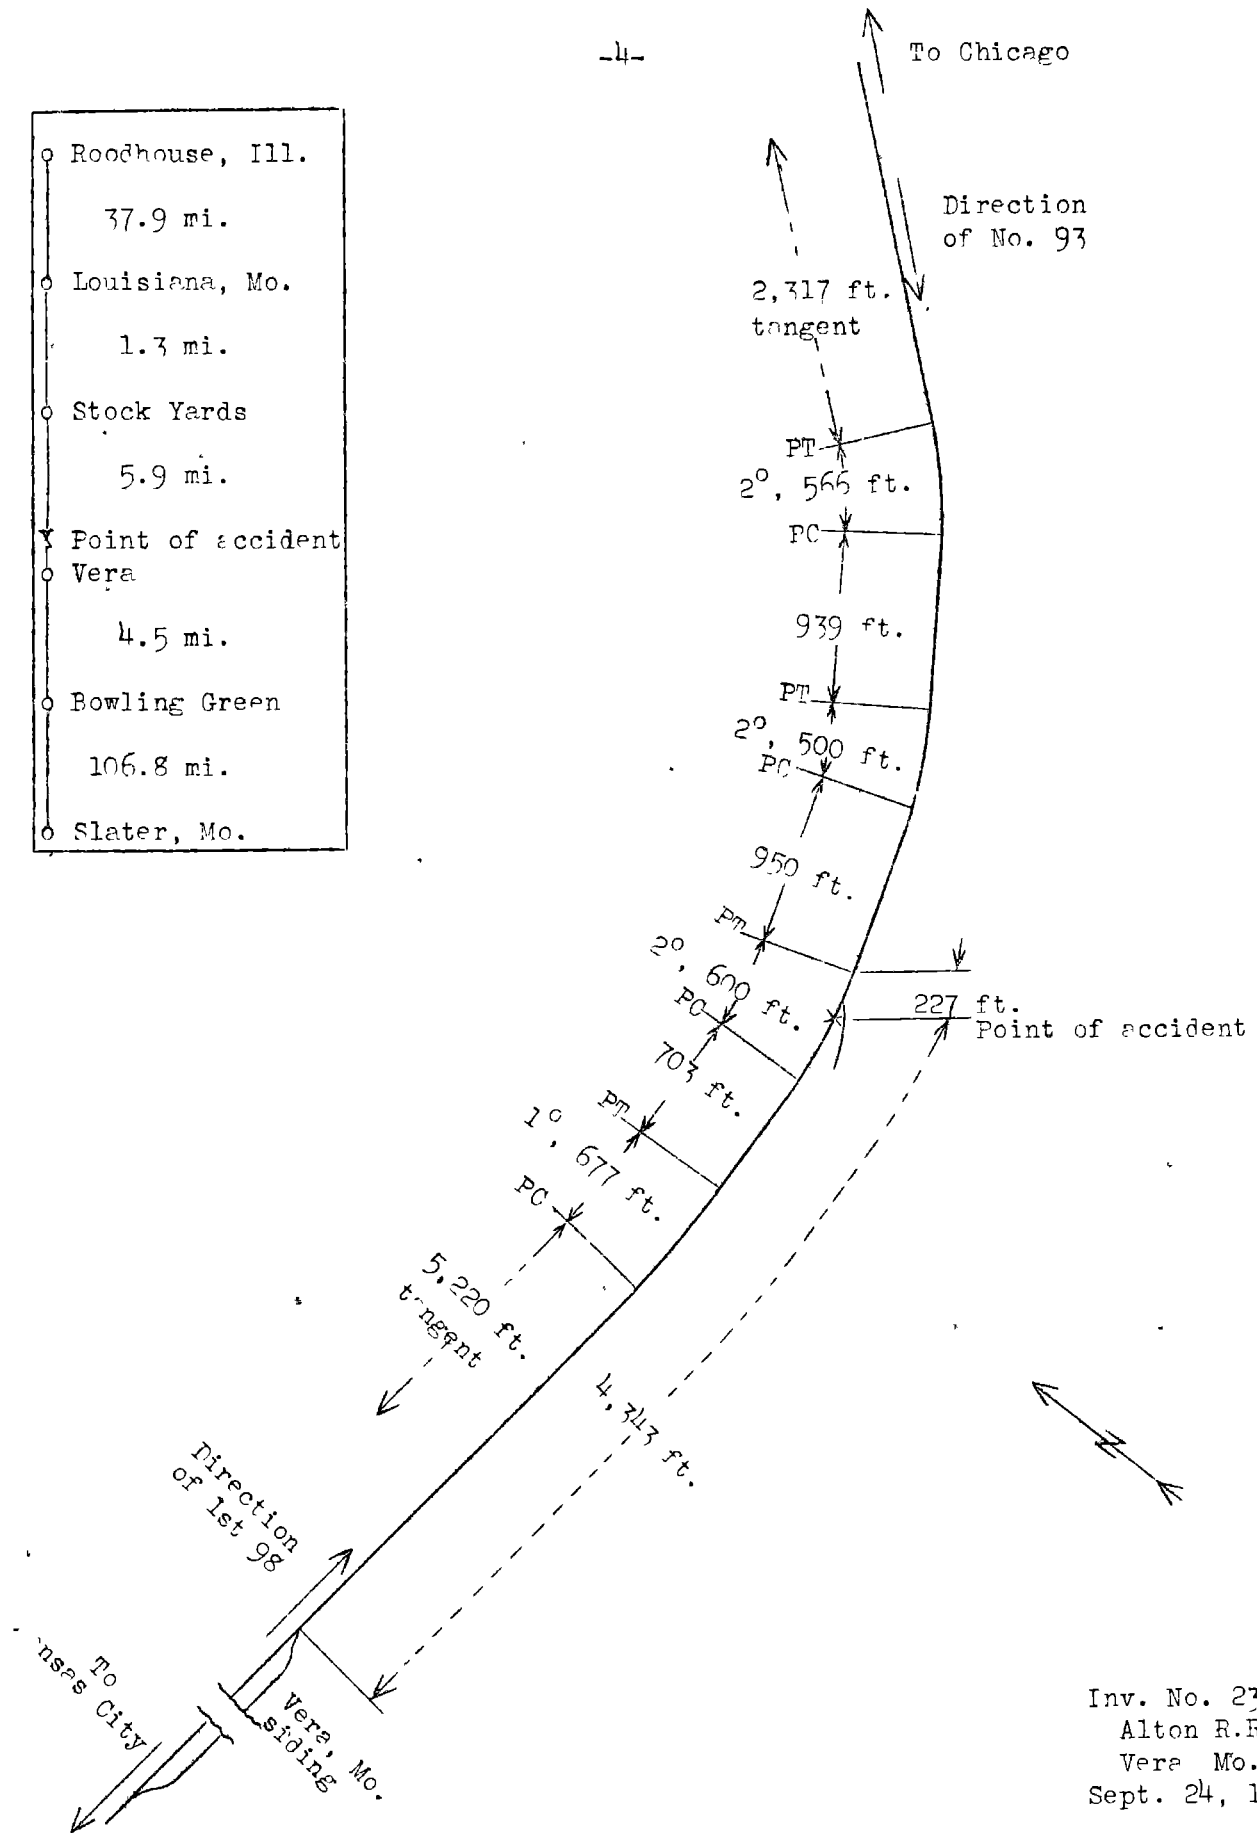 -4-
To Chicago
Roodhouse, Ill.
37.9 mi.
Louisiana, Mo.
1.3 mi.
Stock Yards
5.9 mi.
Point of accident
Vera
4.5 mi.
Bowling Green
106.8 mi.
Slater, Mo.
Direction
of No. 93
2,317 ft.
tangent
PT
2°, 566 ft.
PC
939 ft.
PT
2°, 500 ft.
PC
950 ft.
PT
2°, 600 ft.
PC
227 ft.
Point of accident
703 ft.
PT
1°, 677 ft.
PC
5,220 ft.
tangent
4,343 ft.
N
Direction
of 1st 98
To
nsas City
Vera, Mo.
siding
Inv. No. 23
Alton R.R
Vera Mo.
Sept. 24, 1